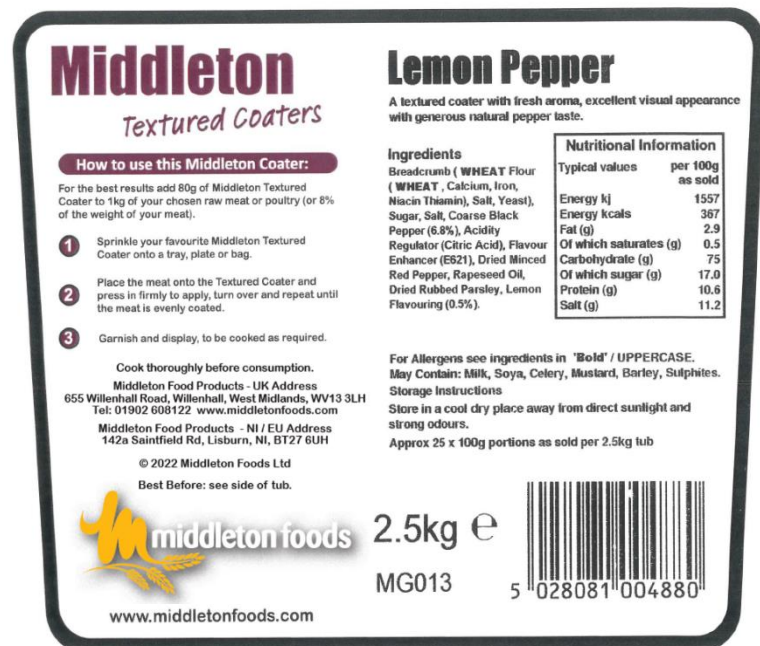 Middleton
Textured Coaters
How to use this Middleton Coater:
For the best results add 80g of Middleton Textured
Coater to 1kg of your chosen raw meat or poultry (or 8%
of the weight of your meat).
1 Sprinkle your favourite Middleton Textured
Coater onto a tray, plate or bag.
2 Place the meat onto the Textured Coater and
press in firmly to apply, turn over and repeat until
the meat is evenly coated.
3 Garnish and display, to be cooked as required.
Cook thoroughly before consumption.
Middleton Food Products - UK Address
655 Willenhall Road, Willenhall, West Midlands, WV13 3LH
Tel: 01902 608122 www.middletonfoods.com
Middleton Food Products - NI / EU Address
142a Saintfield Rd, Lisburn, NI, BT27 6UH
© 2022 Middleton Foods Ltd
Best Before: see side of tub.
middleton foods
www.middletonfoods.com
Lemon Pepper
A textured coater with fresh aroma, excellent visual appearance
with generous natural pepper taste.
Ingredients
Breadcrumb ( WHEAT Flour
( WHEAT , Calcium, Iron,
Niacin Thiamin), Salt, Yeast),
Sugar, Salt, Coarse Black
Pepper (6.8%), Acidity
Regulator (Citric Acid), Flavour
Enhancer (E621), Dried Minced
Red Pepper, Rapeseed Oil,
Dried Rubbed Parsley, Lemon
Flavouring (0.5%).
Nutritional Information
Typical values per 100g
as sold
Energy kj 1557
Energy kcals 367
Fat (g) 2.9
Of which saturates (g) 0.5
Carbohydrate (g) 75
Of which sugar (g) 17.0
Protein (g) 10.6
Salt (g) 11.2
For Allergens see ingredients in 'Bold' / UPPERCASE.
May Contain: Milk, Soya, Celery, Mustard, Barley, Sulphites.
Storage Instructions
Store in a cool dry place away from direct sunlight and
strong odours.
Approx 25 x 100g portions as sold per 2.5kg tub
2.5kg e
MG013
5 028081 004880